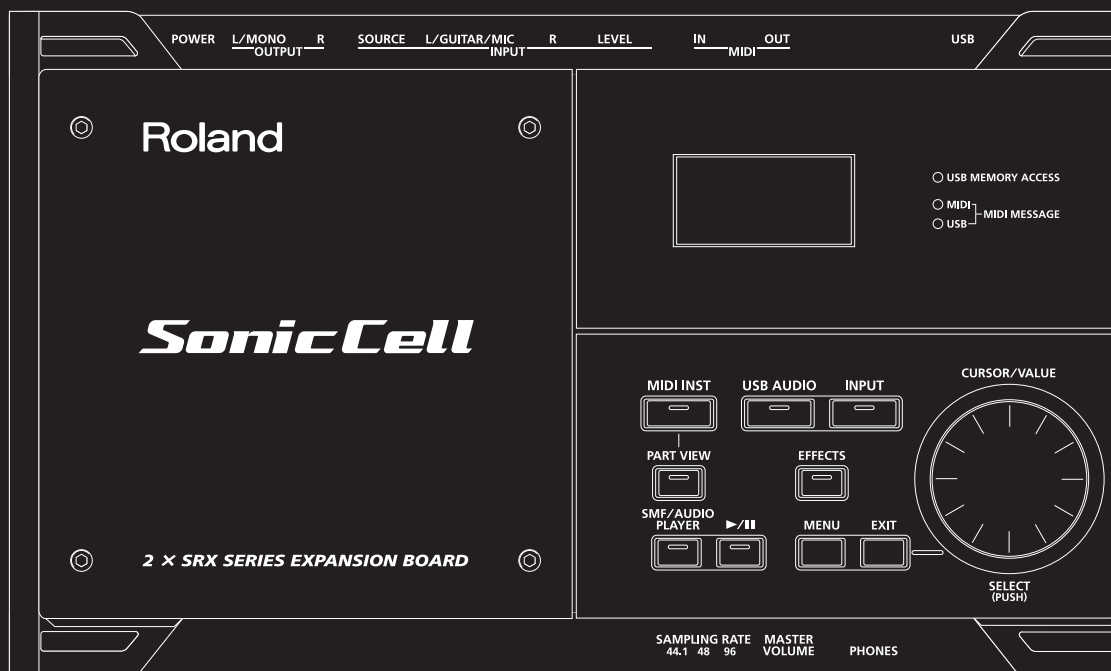 POWER L/MONO R SOURCE L/GUITAR/MIC R LEVEL IN OUT USB
OUTPUT INPUT MIDI
Roland
USB MEMORY ACCESS
MIDI
MIDI MESSAGE
USB
SonicCell
CURSOR/VALUE
MIDI INST USB AUDIO INPUT
PART VIEW EFFECTS
SMF/AUDIO
PLAYER ►/II MENU EXIT
2 × SRX SERIES EXPANSION BOARD
SELECT
(PUSH)
SAMPLING RATE MASTER
44.1 48 96 VOLUME PHONES